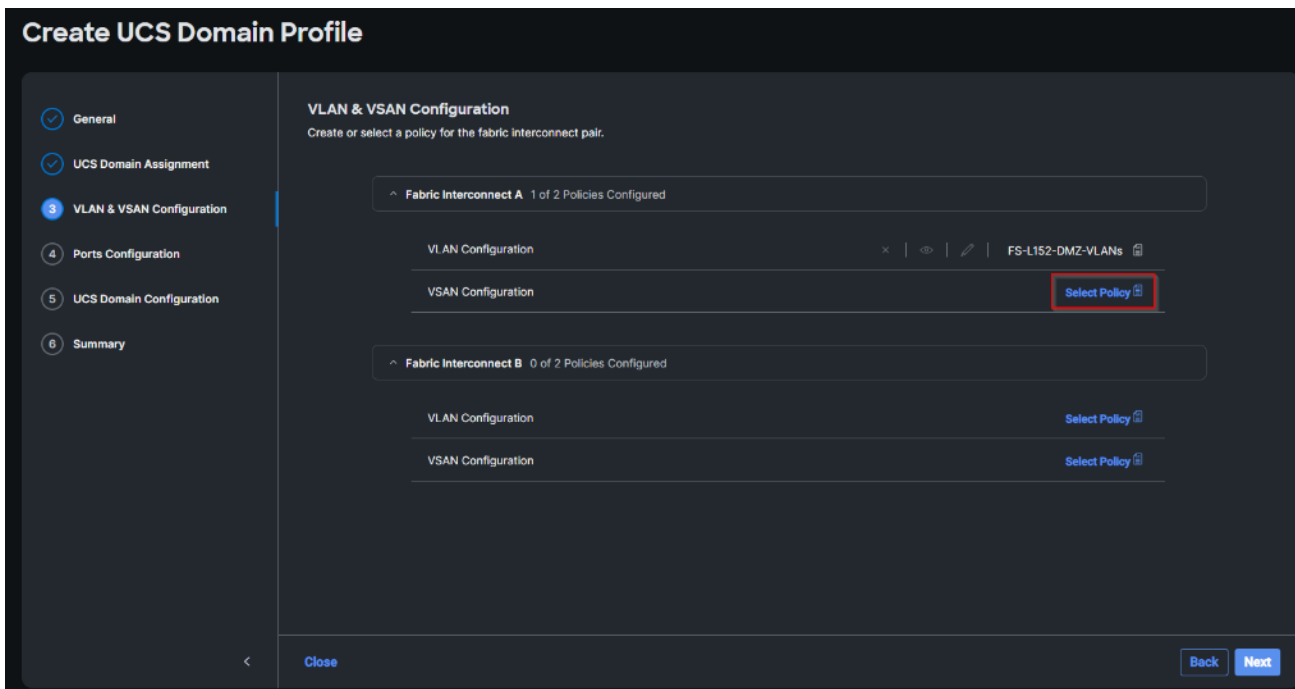 Create UCS Domain Profile
General
UCS Domain Assignment
3 VLAN & VSAN Configuration
4 Ports Configuration
5 UCS Domain Configuration
6 Summary
VLAN & VSAN Configuration
Create or select a policy for the fabric interconnect pair.
Fabric Interconnect A 1 of 2 Policies Configured
VLAN Configuration FS-L152-DMZ-VLANs
VSAN Configuration Select Policy
Fabric Interconnect B 0 of 2 Policies Configured
VLAN Configuration Select Policy
VSAN Configuration Select Policy
Close Back Next